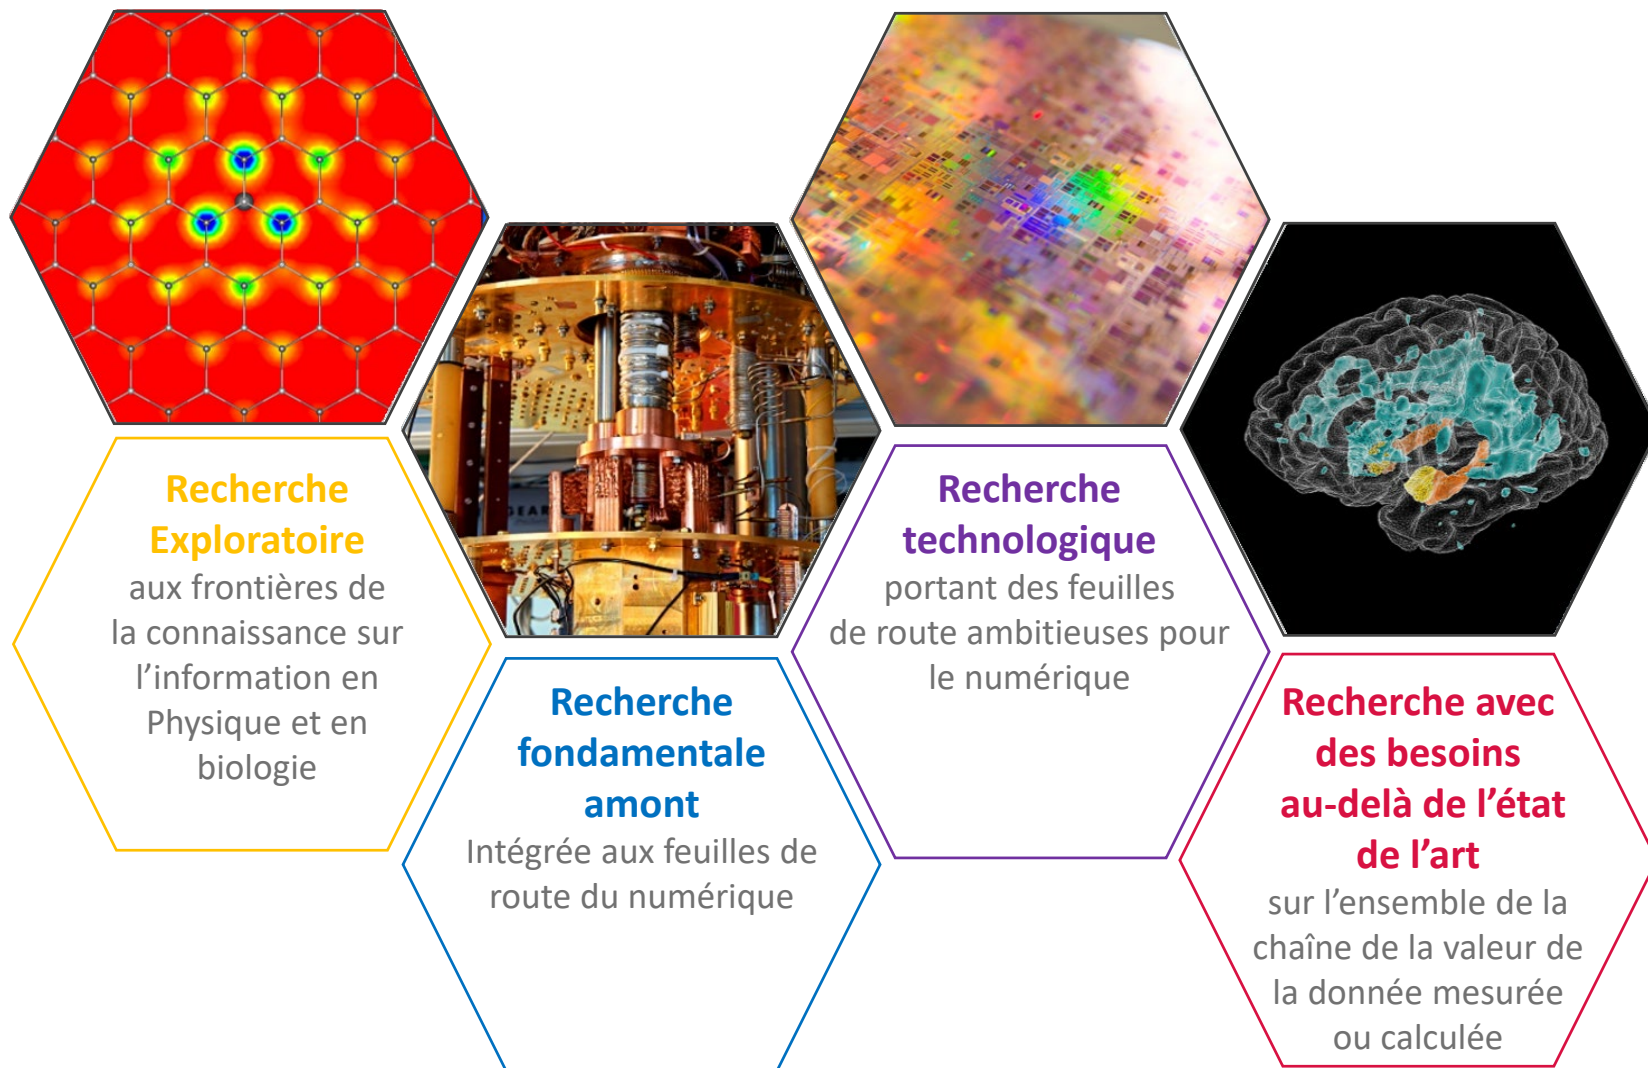 Recherche
Exploratoire
aux frontières de
la connaissance sur
l’information en
Physique et en
biologie
GEAR
Recherche
fondamentale
amont
Intégrée aux feuilles de
route du numérique
Recherche
technologique
portant des feuilles
de route ambitieuses pour
le numérique
Recherche avec
des besoins
au-delà de l’état
de l’art
sur l’ensemble de la
chaîne de la valeur de
la donnée mesurée
ou calculée